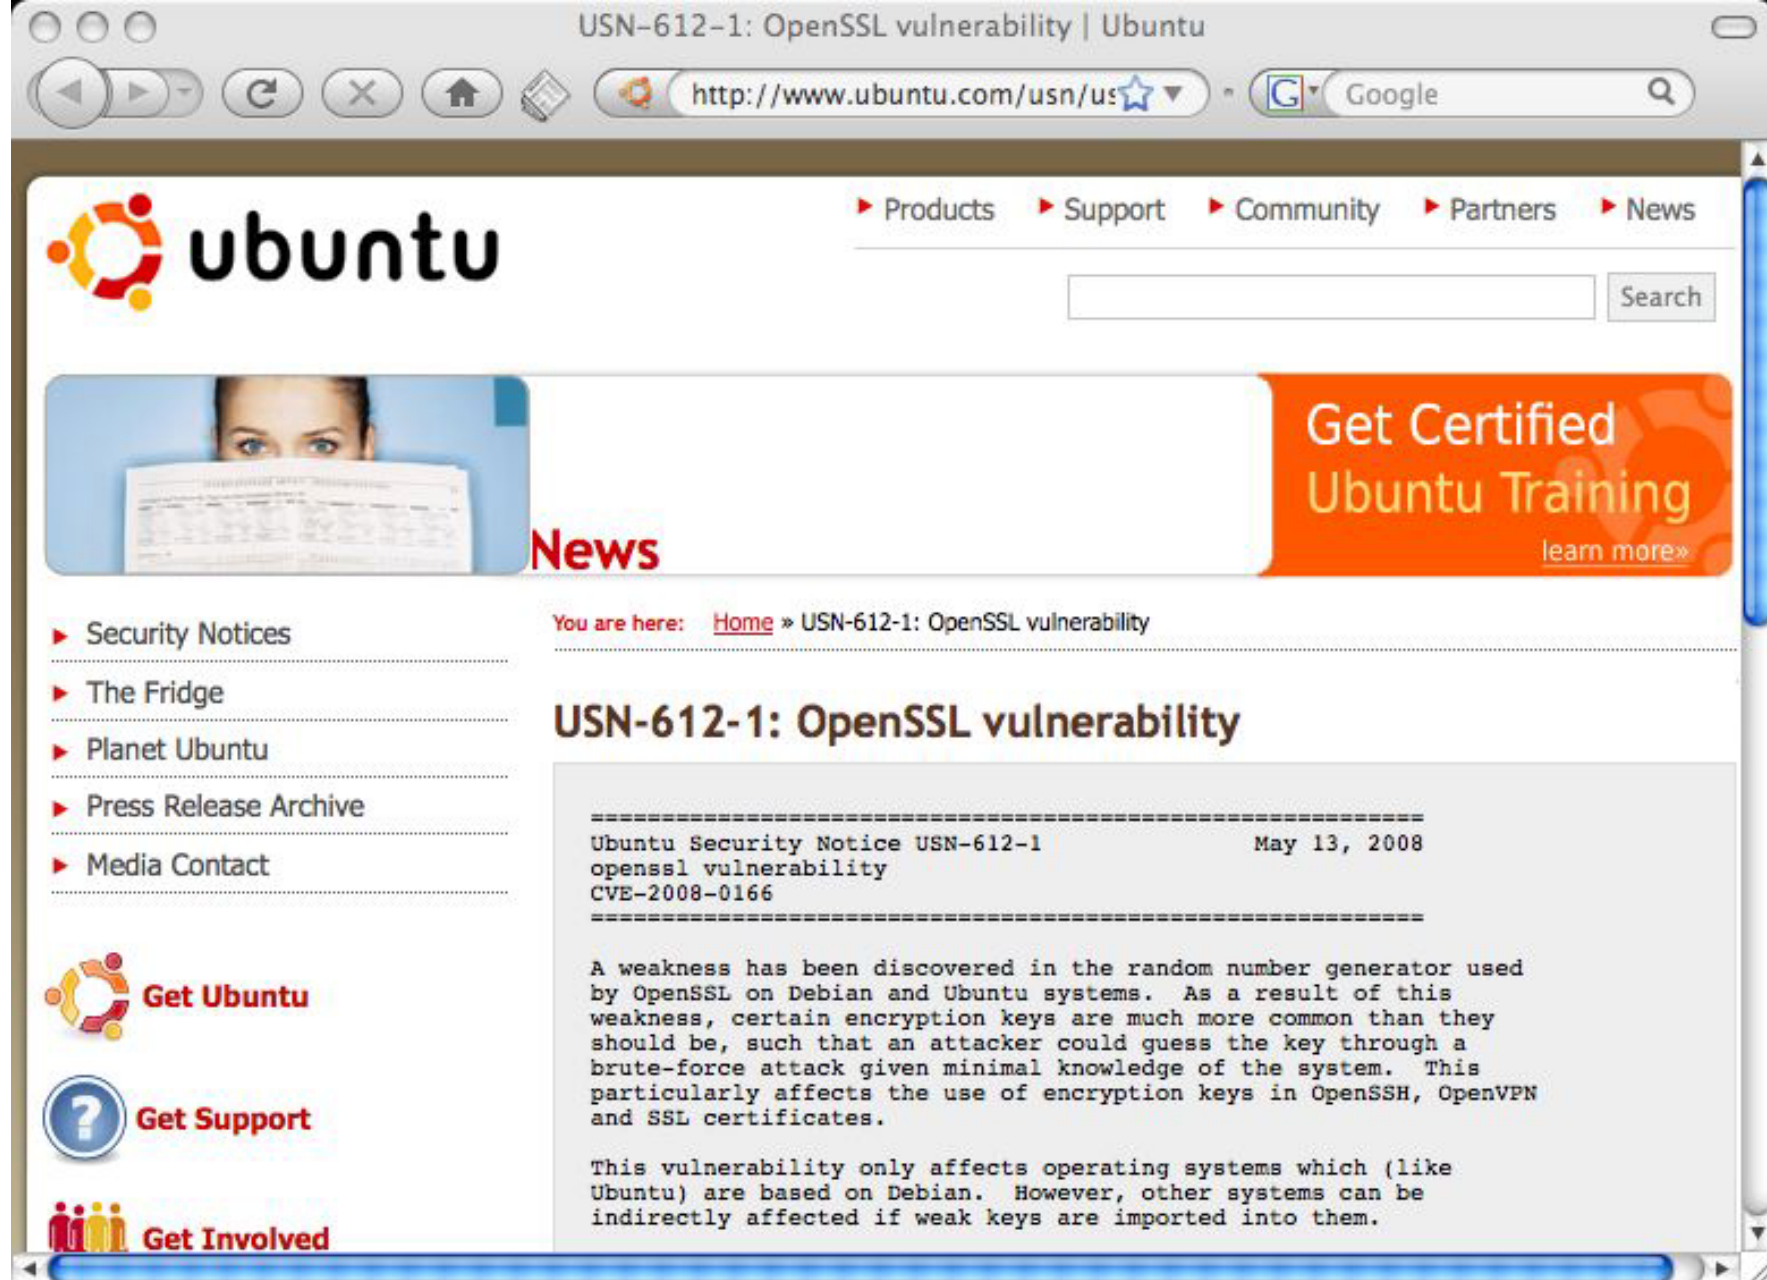 USN-612-1: OpenSSL vulnerability | Ubuntu
http://www.ubuntu.com/usn/us
G
Google
ubuntu
Products Support Community Partners News
Search
Get Certified
Ubuntu Training
learn more»
News
You are here: Home » USN-612-1: OpenSSL vulnerability
Security Notices
The Fridge
Planet Ubuntu
Press Release Archive
Media Contact
Get Ubuntu
? Get Support
Get Involved
USN-612-1: OpenSSL vulnerability
===========================================================
Ubuntu Security Notice USN-612-1 May 13, 2008
openssl vulnerability
CVE-2008-0166
===========================================================
A weakness has been discovered in the random number generator used
by OpenSSL on Debian and Ubuntu systems. As a result of this
weakness, certain encryption keys are much more common than they
should be, such that an attacker could guess the key through a
brute-force attack given minimal knowledge of the system. This
particularly affects the use of encryption keys in OpenSSH, OpenVPN
and SSL certificates.
This vulnerability only affects operating systems which (like
Ubuntu) are based on Debian. However, other systems can be
indirectly affected if weak keys are imported into them.